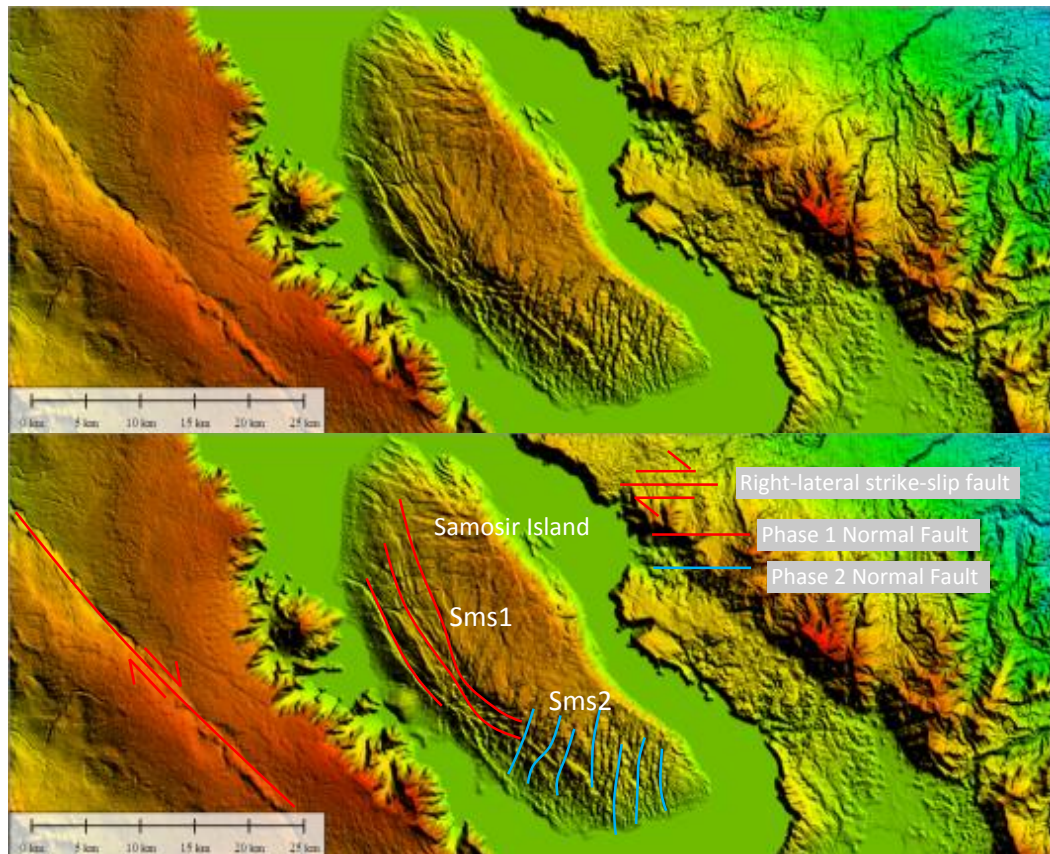 0 km 5 km 10 km 15 km 20 km 25 km
Right-lateral strike-slip fault
Samosir Island
Phase 1 Normal Fault
Phase 2 Normal Fault
Sms1
Sms2
0 km 5 km 10 km 15 km 20 km 25 km